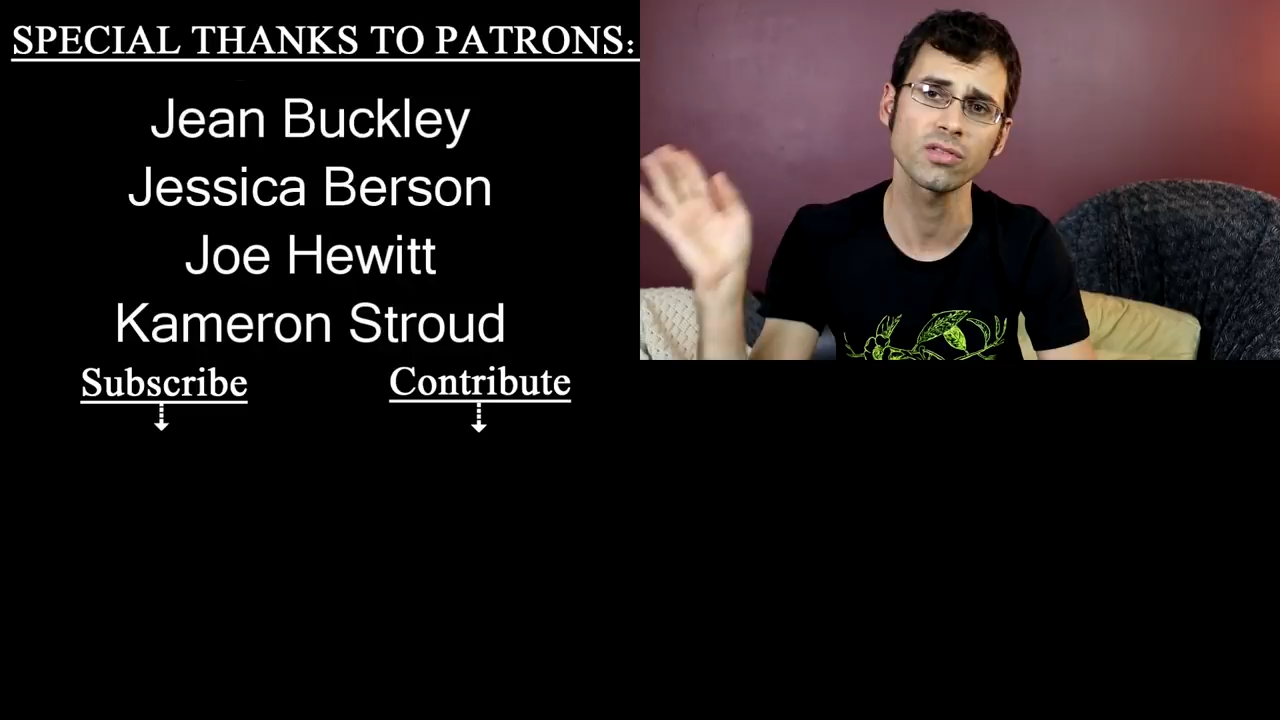 SPECIAL THANKS TO PATRONS:
Jean Buckley
Jessica Berson
Joe Hewitt
Kameron Stroud
Subscribe
Contribute